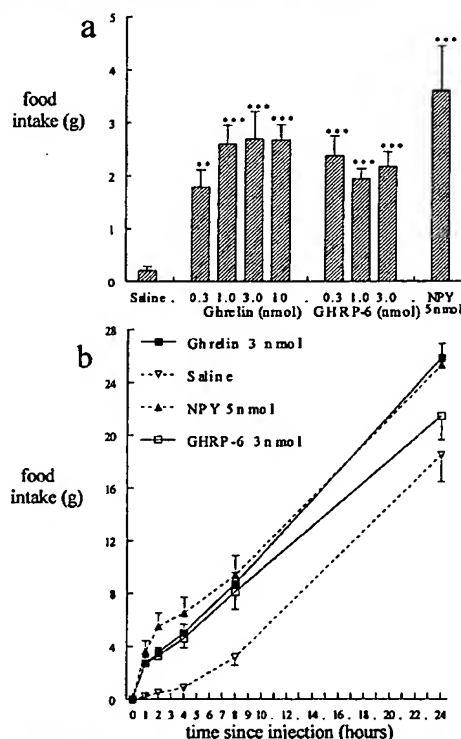 a
food
intake (g)
5
4
3
2
1
0
Saline
0.3 1.0 3.0 10
Ghrelin (nmol)
0.3 1.0 3.0
GHRP-6 (nmol)
NPY
5 nmol
b
Ghrelin 3 nmol
Saline
NPY 5nmol
GHRP-6 3nmol
food
intake (g)
28
24
20
16
12
8
4
0
0 1 2 3 4 5 6 7 8 9 10 . 12 . 14 . 16 . 18 . 20 . 22 . 24
time since injection (hours)